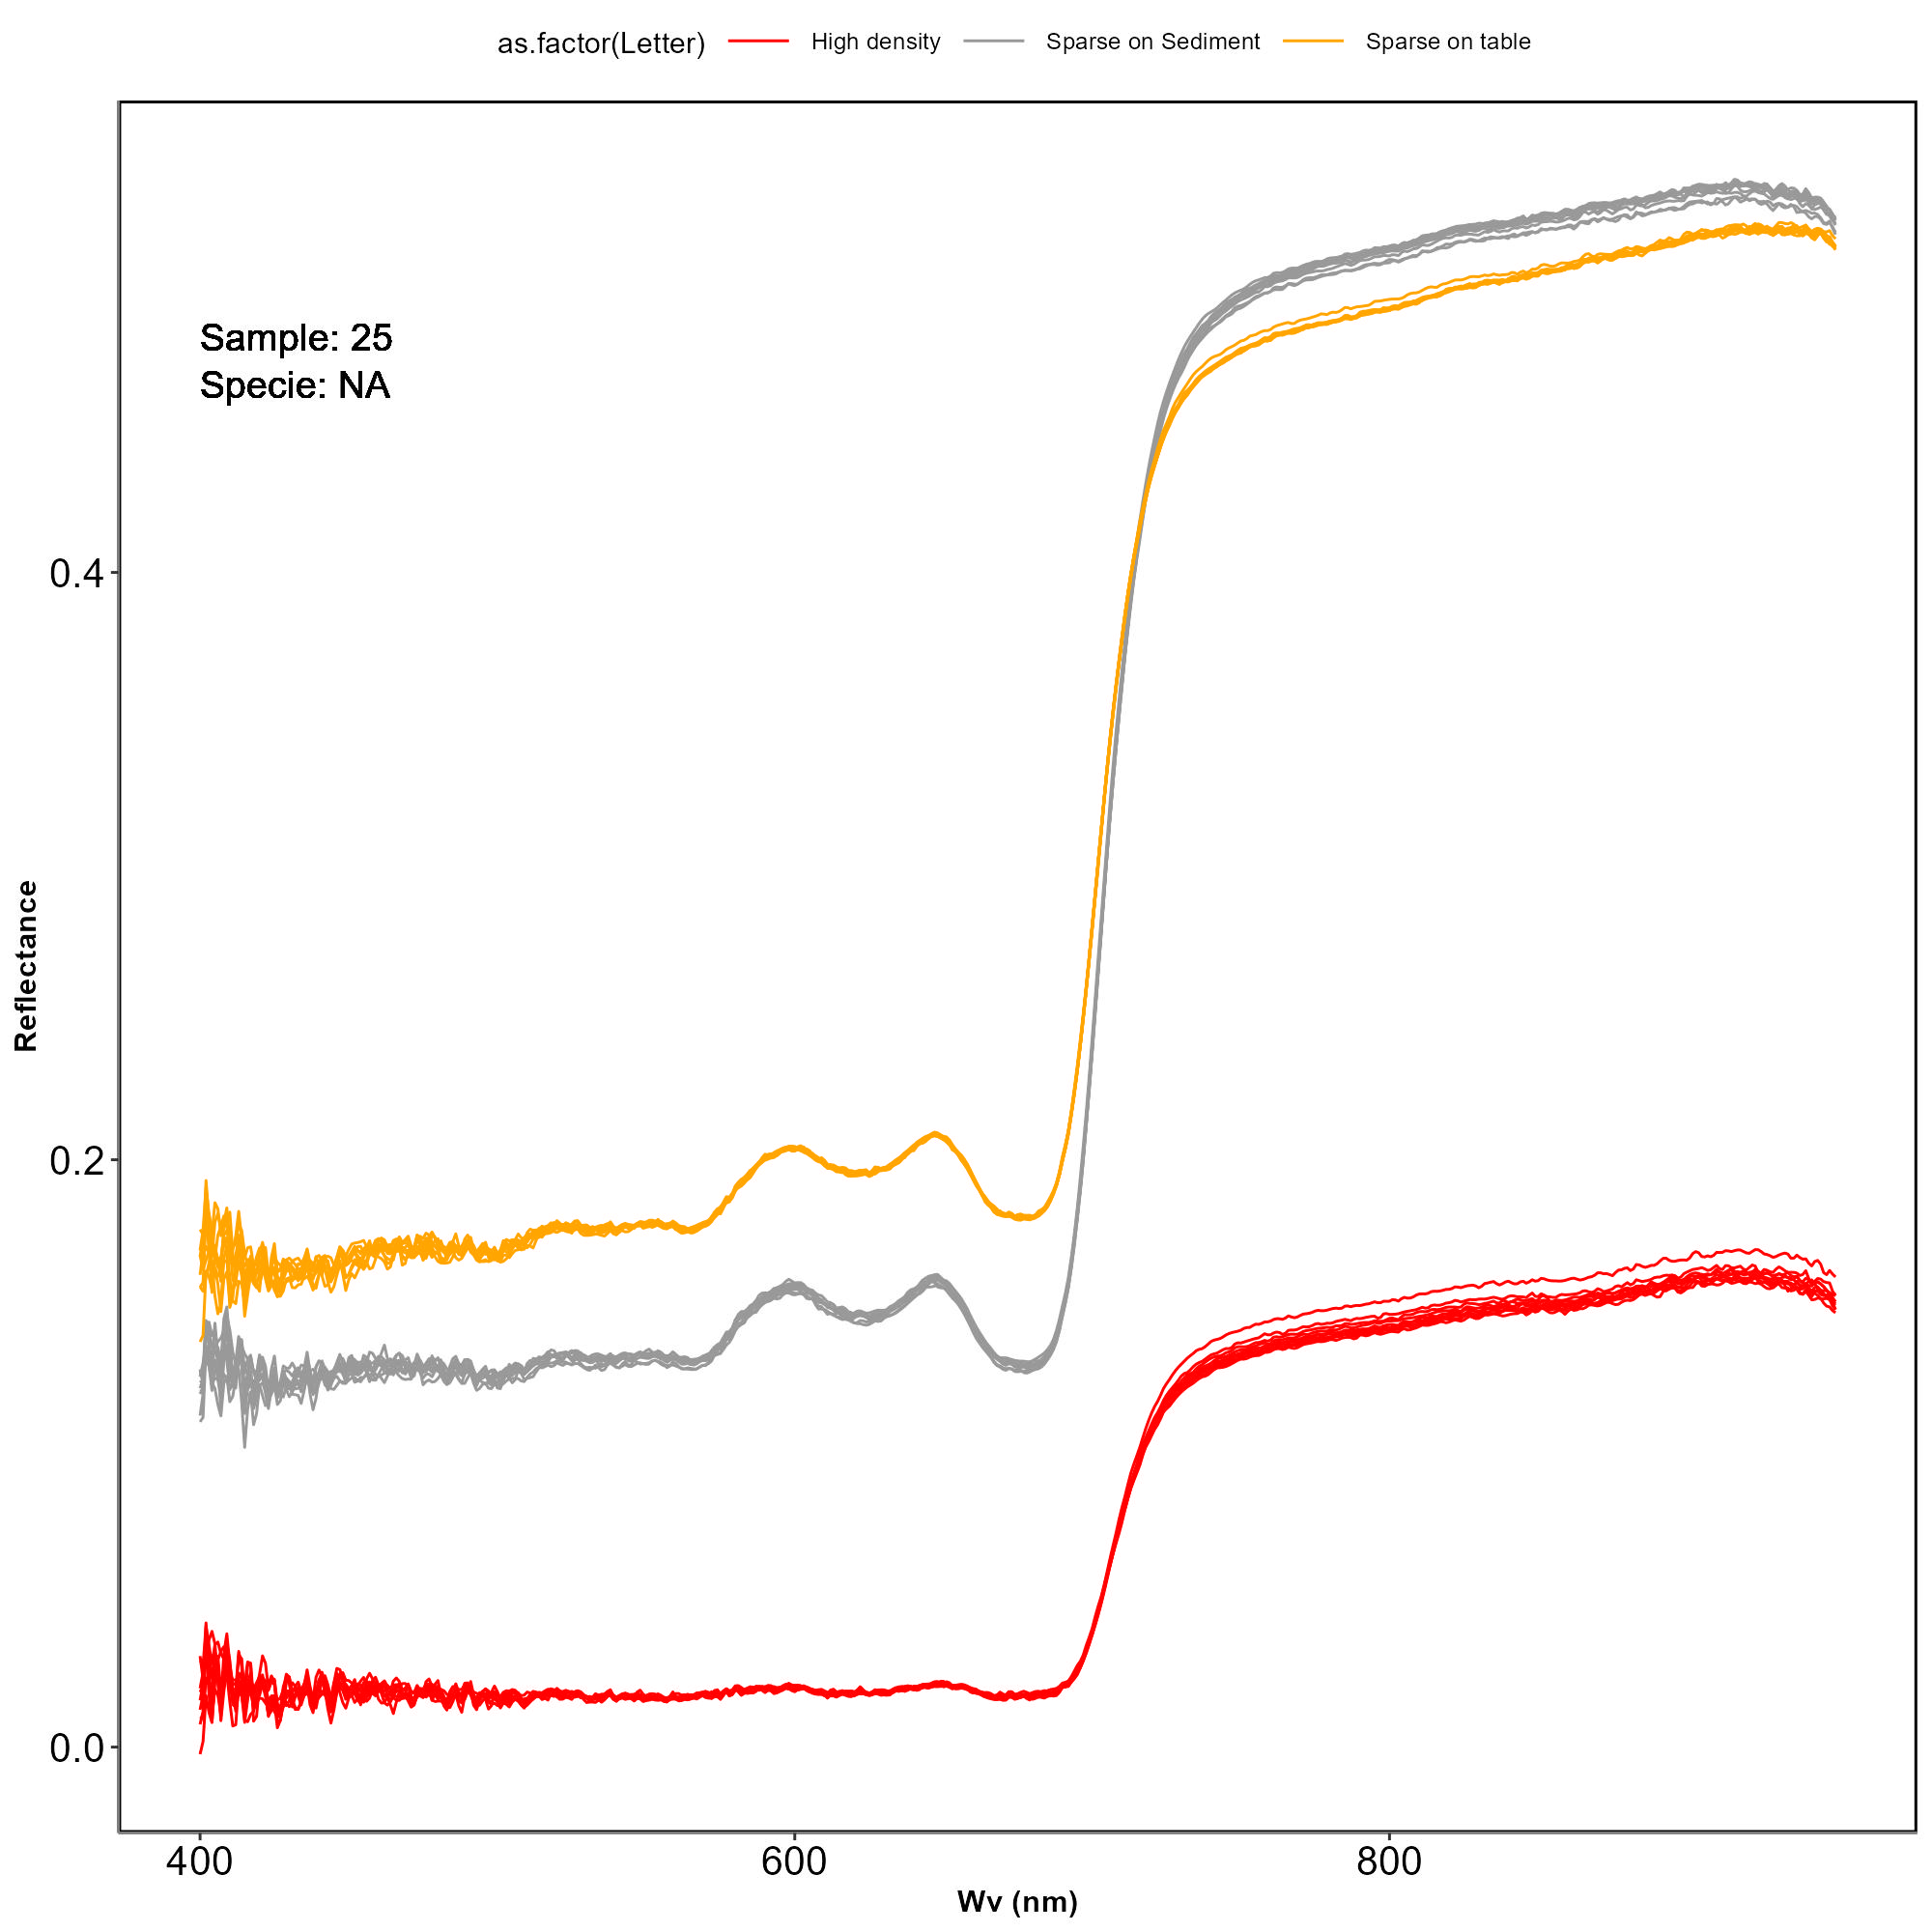 as.factor(Letter) High density Sparse on Sediment Sparse on table
Sample: 25
Specie: NA
0.4
0.2
0.0
Reflectance
400 600 800
Wv (nm)